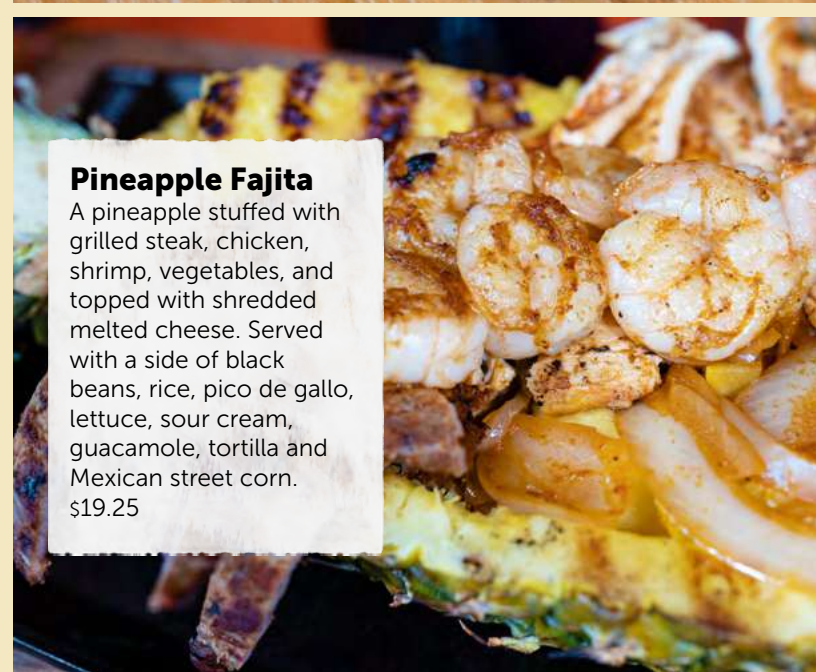 Pineapple Fajita
A pineapple stuffed with
grilled steak, chicken,
shrimp, vegetables, and
topped with shredded
melted cheese. Served
with a side of black
beans, rice, pico de gallo,
lettuce, sour cream,
guacamole, tortilla and
Mexican street corn.
$19.25